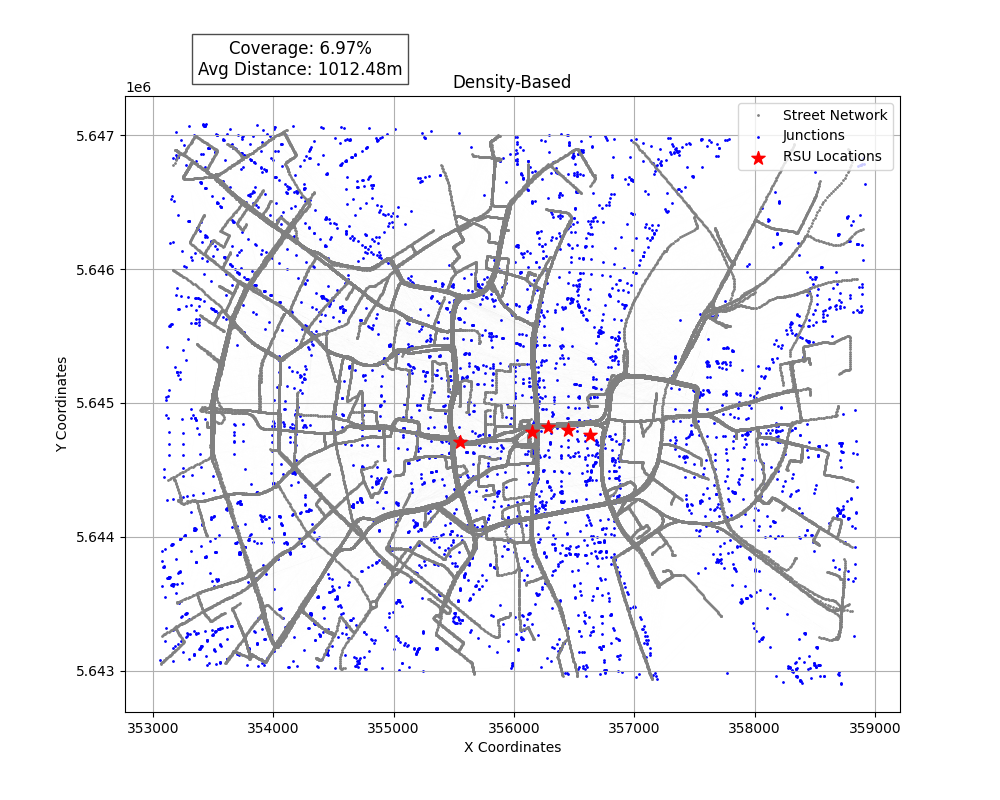 Coverage: 6.97%
Avg Distance: 1012.48m
1e6
Density-Based
Street Network
Junctions
RSU Locations
5.647
5.646
5.645
5.644
5.643
Y Coordinates
353000 354000 355000 356000 357000 358000 359000
X Coordinates